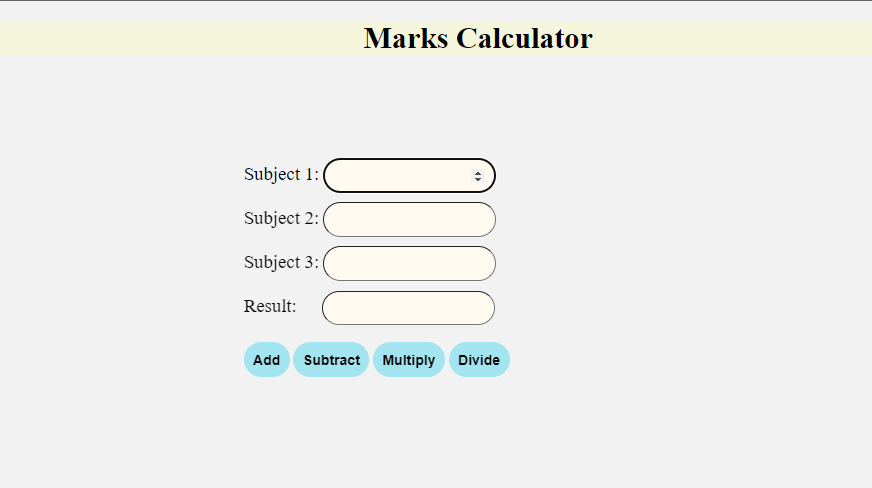 Marks Calculator
Subject 1:
Subject 2:
Subject 3:
Result:
Add Subtract Multiply Divide